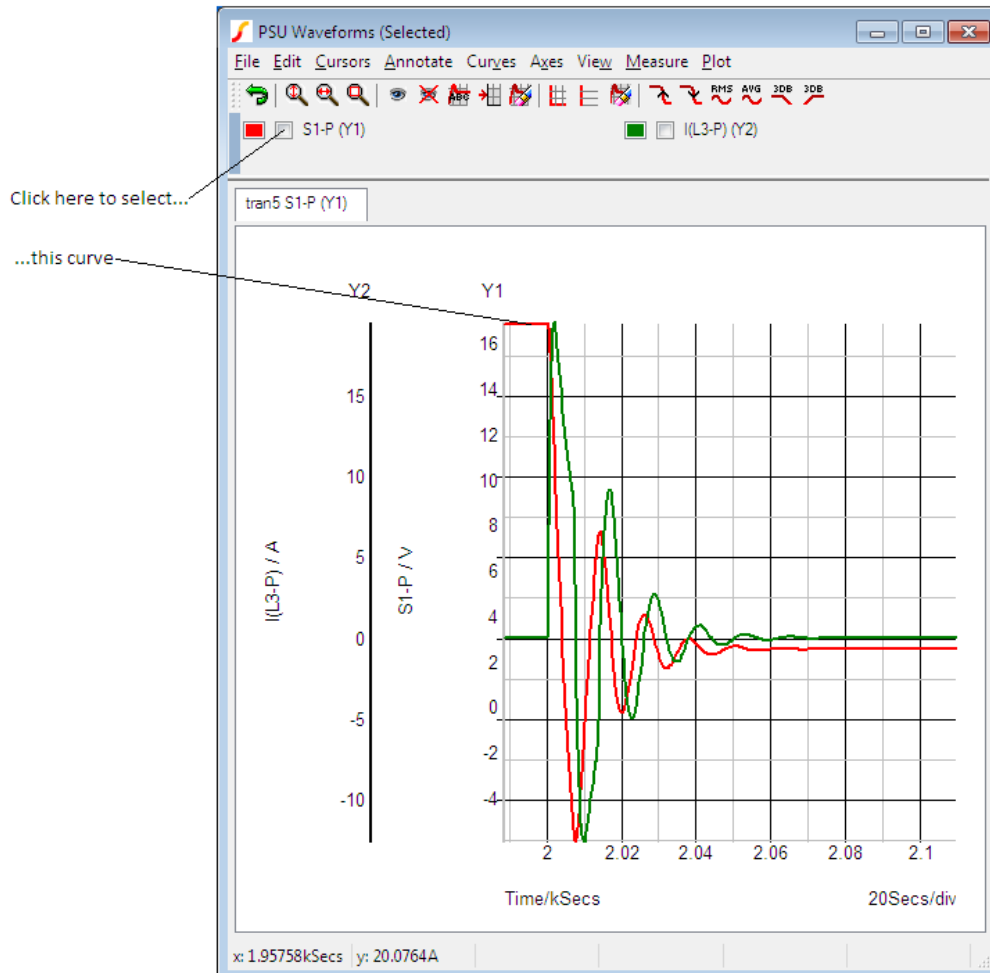 PSU Waveforms (Selected)
File Edit Cursors Annotate Curves Axes View Measure Plot
ABC RMS AVG 3DB 3DB
S1-P (Y1) I(L3-P) (Y2)
Click here to select...
tran5 S1-P (Y1)
...this curve
Y2 Y1
16
15 14
12
10 10
8
5 6
4
0 2
0
-5
-2
-10 -4
I(L3-P) / A
S1-P / V
2 2.02 2.04 2.06 2.08 2.1
Time/kSecs 20Secs/div
x: 1.95758kSecs y: 20.0764A